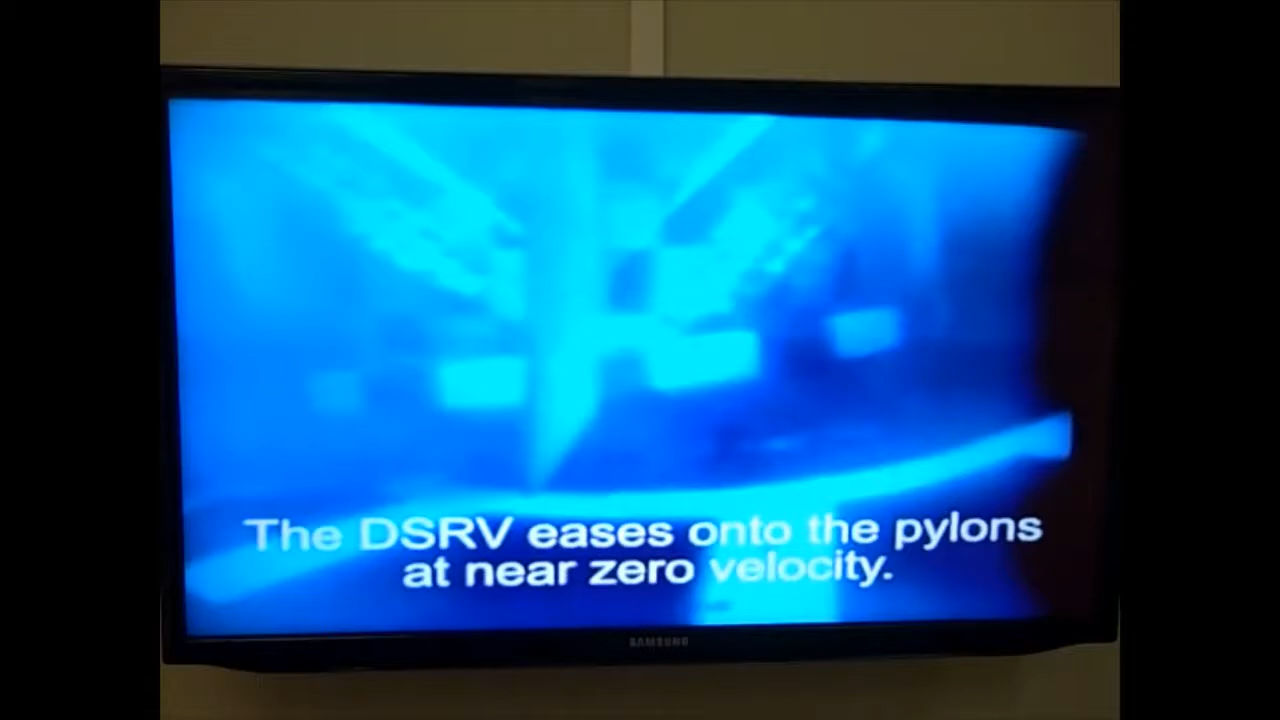 The DSRV eases onto the pylons
at near zero velocity.
SAMSUNG